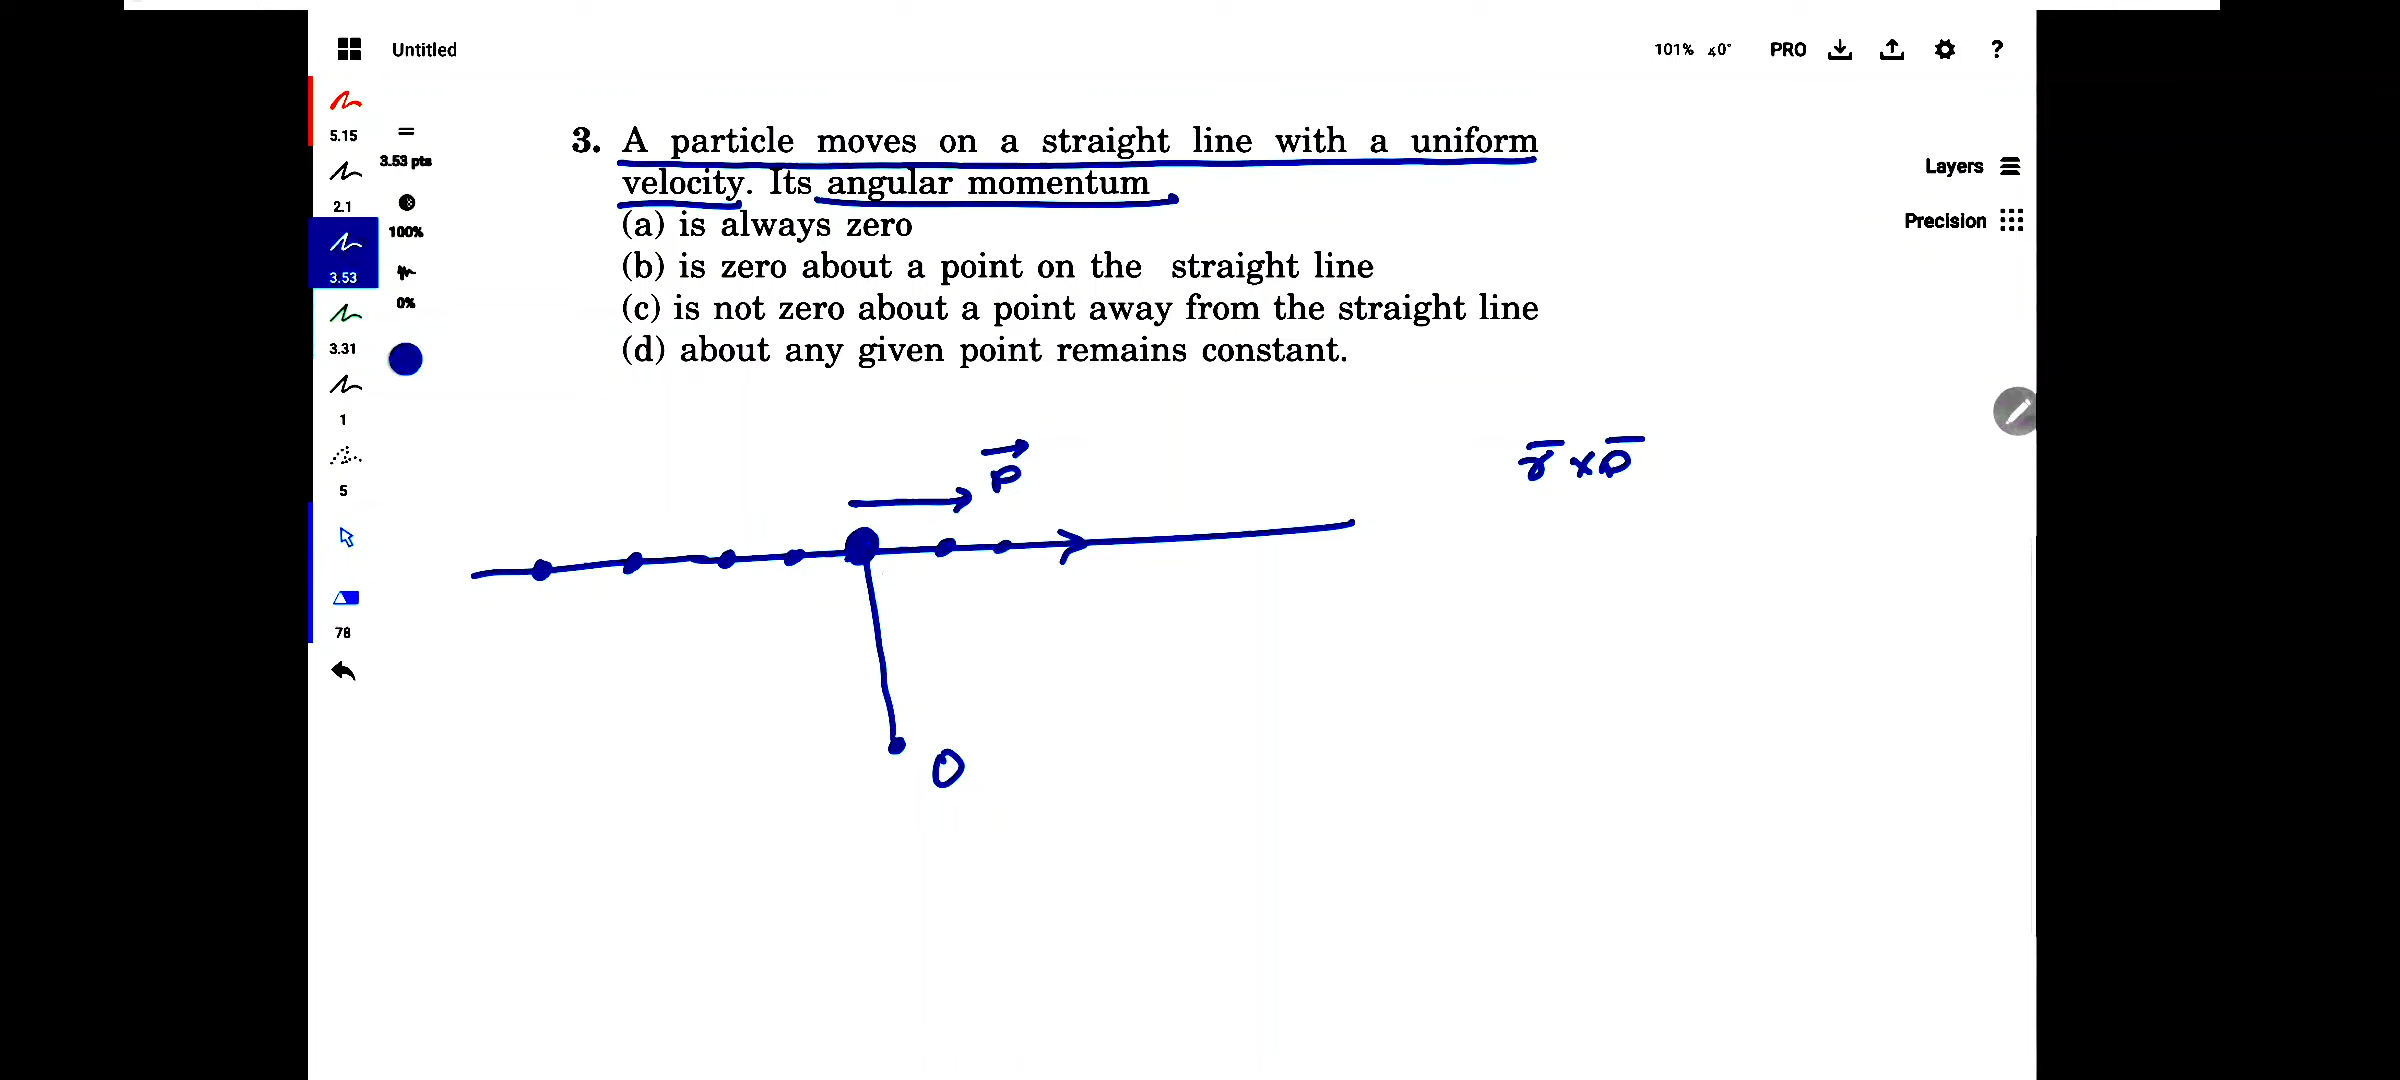 Untitled
101% 40° PRO ?
5.15
3.53 pts
2.1
100%
3.53
0%
3.31
1
5
78
Layers
Precision
3. A particle moves on a straight line with a uniform
velocity. Its angular momentum
(a) is always zero
(b) is zero about a point on the straight line
(c) is not zero about a point away from the straight line
(d) about any given point remains constant.
P
r × P
O